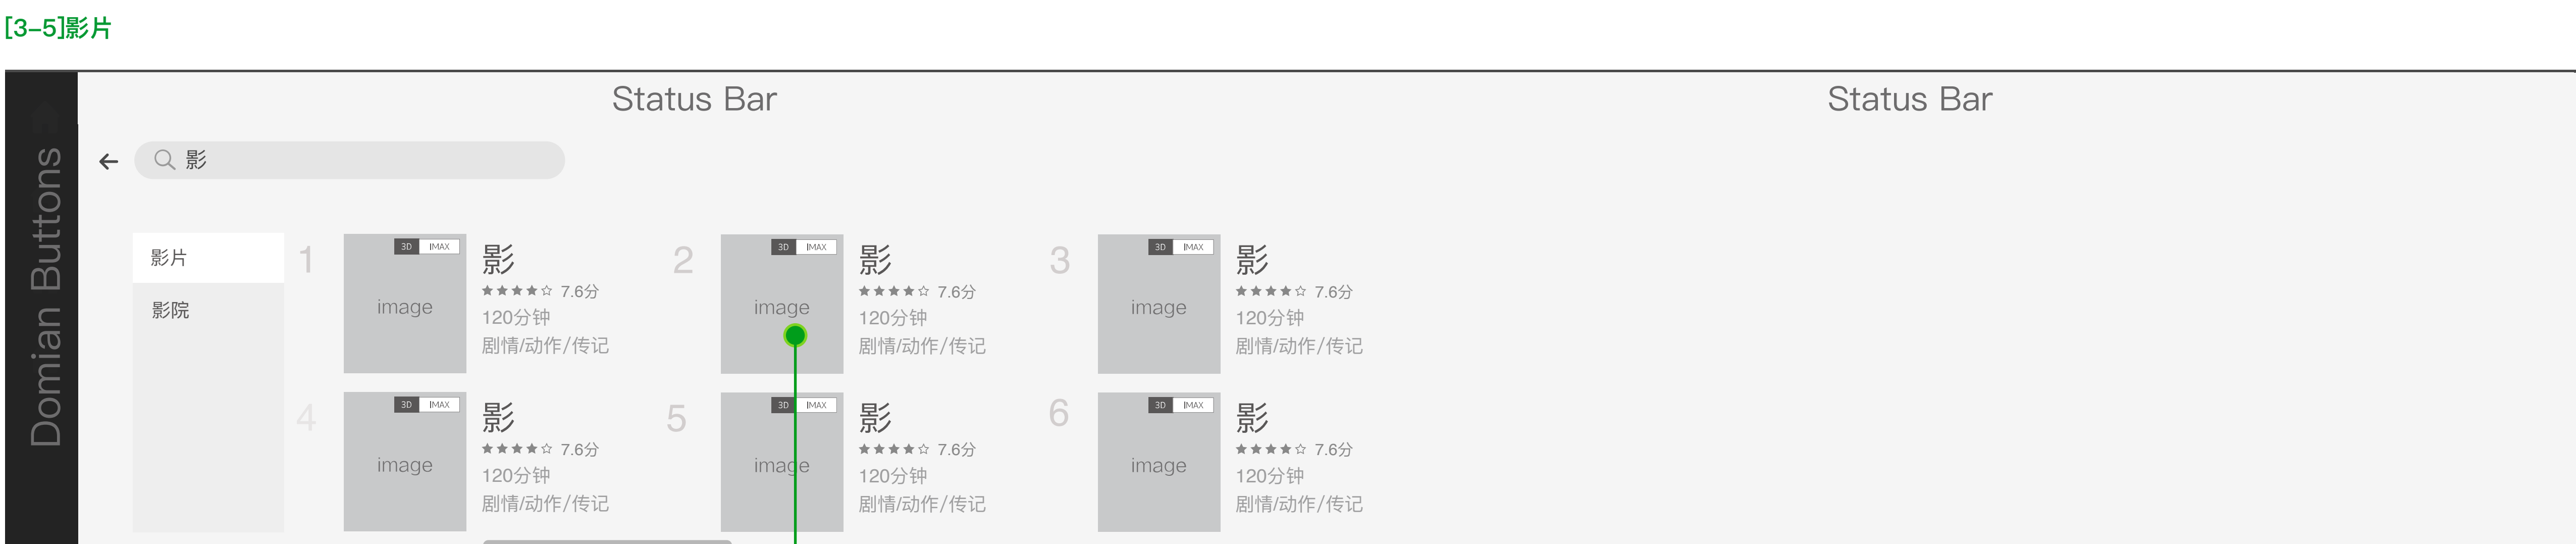 [3-5]影片
Status Bar
Status Bar
Domian Buttons
影
影片
影院
1
3D IMAX
image
影
7.6分
120分钟
剧情/动作/传记
2
3D IMAX
image
影
7.6分
120分钟
剧情/动作/传记
3
3D IMAX
image
影
7.6分
120分钟
剧情/动作/传记
4
3D IMAX
image
影
7.6分
120分钟
剧情/动作/传记
5
3D IMAX
image
影
7.6分
120分钟
剧情/动作/传记
6
3D IMAX
image
影
7.6分
120分钟
剧情/动作/传记